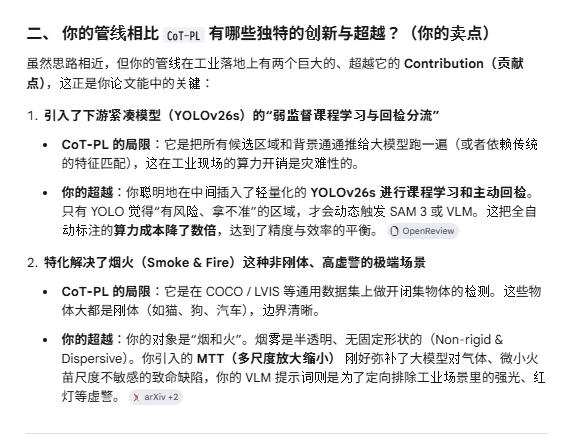 二、 你的管线相比 CoT-PL 有哪些独特的创新与超越？（你的卖点）
虽然思路相近，但你的管线在工业落地上有两个巨大的、超越它的 Contribution（贡献
点），这正是你论文能中的关键：
1. 引入了下游紧凑模型（YOLOv26s）的“弱监督课程学习与回检分流”
• CoT-PL 的局限：它是把所有候选区域和背景通通推给大模型跑一遍（或者依赖传统
的特征匹配），这在工业现场的算力开销是灾难性的。
• 你的超越：你聪明地在中间插入了轻量化的 YOLOv26s 进行课程学习和主动回检。
只有 YOLO 觉得“有风险、拿不准”的区域，才会动态触发 SAM 3 或 VLM。这把全自
动标注的算力成本降了数倍，达到了精度与效率的平衡。 OpenReview
2. 特化解决了烟火（Smoke & Fire）这种非刚体、高虚警的极端场景
• CoT-PL 的局限：它是在 COCO / LVIS 等通用数据集上做开闭集物体的检测。这些物
体大都是刚体（如猫、狗、汽车），边界清晰。
• 你的超越：你的对象是“烟和火”。烟雾是半透明、无固定形状的（Non-rigid &
Dispersive）。你引入的 MTT（多尺度放大缩小） 刚好弥补了大模型对气体、微小火
苗尺度不敏感的致命缺陷，你的 VLM 提示词则是为了定向排除工业场景里的强光、红
灯等虚警。 arXiv +2